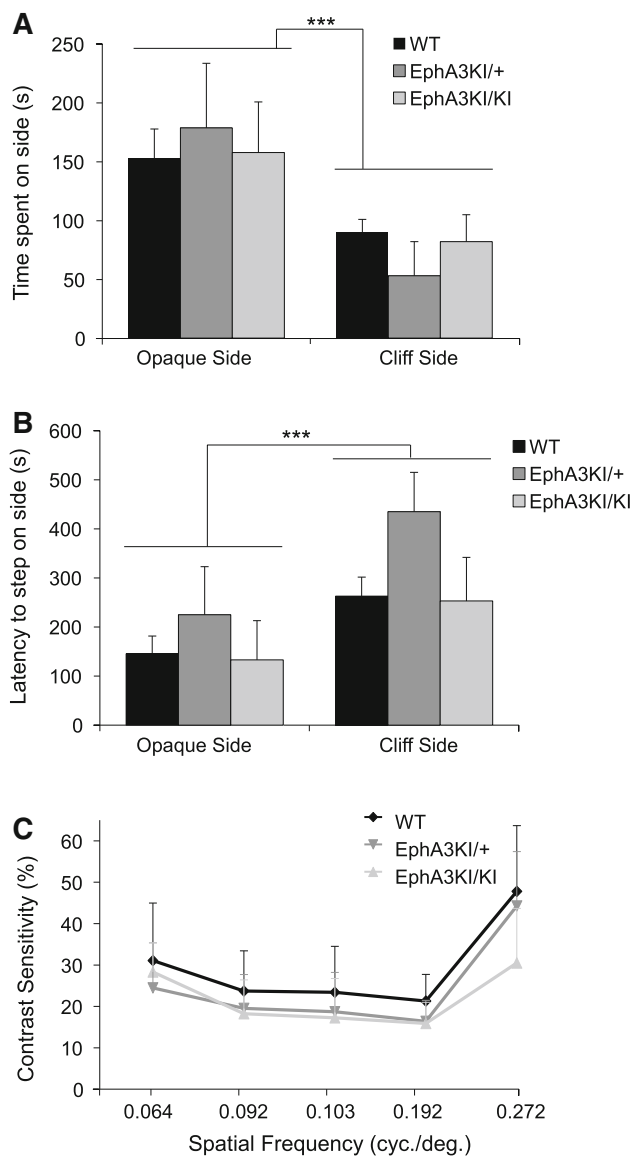 A
***
250
200
150
100
50
0
Time spent on side (s)
WT
EphA3KI/+
EphA3KI/KI
Opaque Side
Cliff Side
B
***
600
500
400
300
200
100
0
Latency to step on side (s)
WT
EphA3KI/+
EphA3KI/KI
Opaque Side
Cliff Side
C
60
50
40
30
20
10
0
Contrast Sensitivity (%)
WT
EphA3KI/+
EphA3KI/KI
0.064 0.092 0.103 0.192 0.272
Spatial Frequency (cyc./deg.)